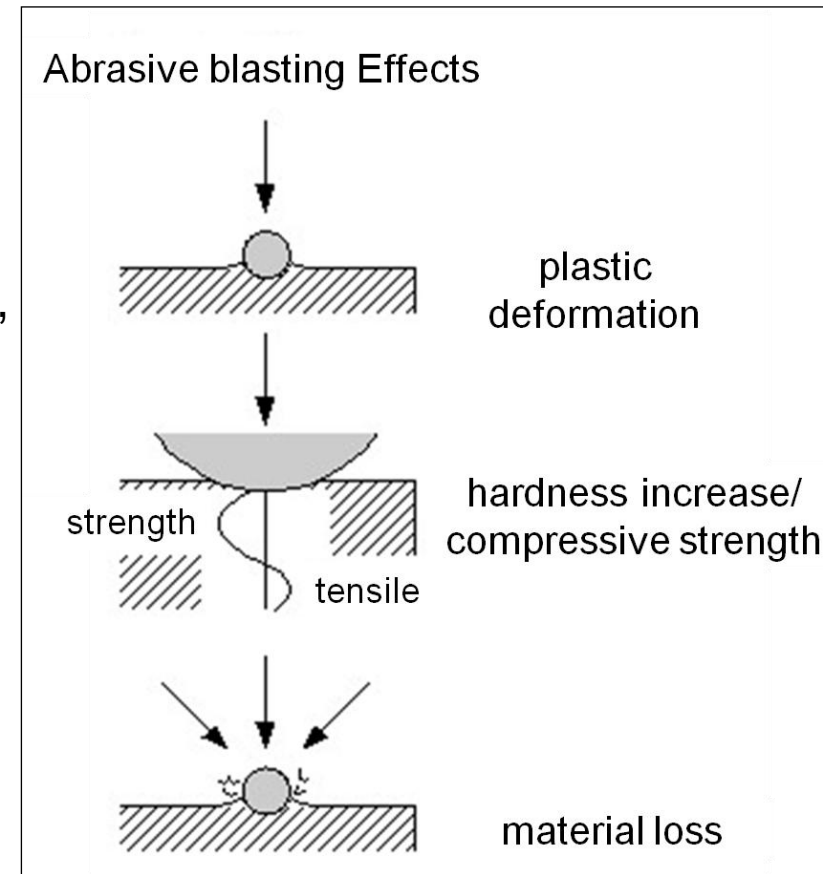 Abrasive blasting Effects
,
plastic
deformation
strength
hardness increase/
compressive strength
tensile
material loss